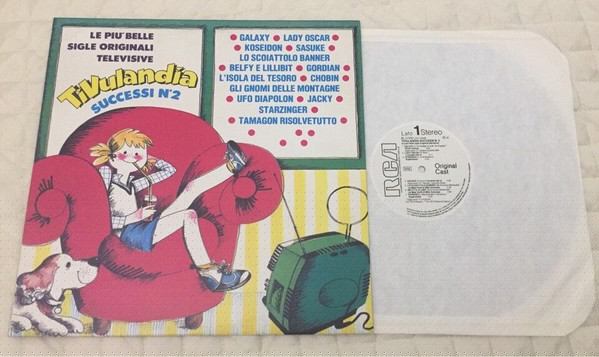 LE PIU' BELLE
SIGLE ORIGINALI
TELEVISIVE
TiVulandia
SUCCESSI N°2
• GALAXY • LADY OSCAR •
• KOSEIDON • SASUKE •
LO SCOIATTOLO BANNER
• BELFY E LILLIBIT • GORDIAN •
L'ISOLA DEL TESORO • CHOBIN •
GLI GNOMI DELLE MONTAGNE
• UFO DIAPOLON • JACKY •
STARZINGER •
• TAMAGON RISOLVETUTTO •
Lato 1 Stereo
RCA
Original
Cast